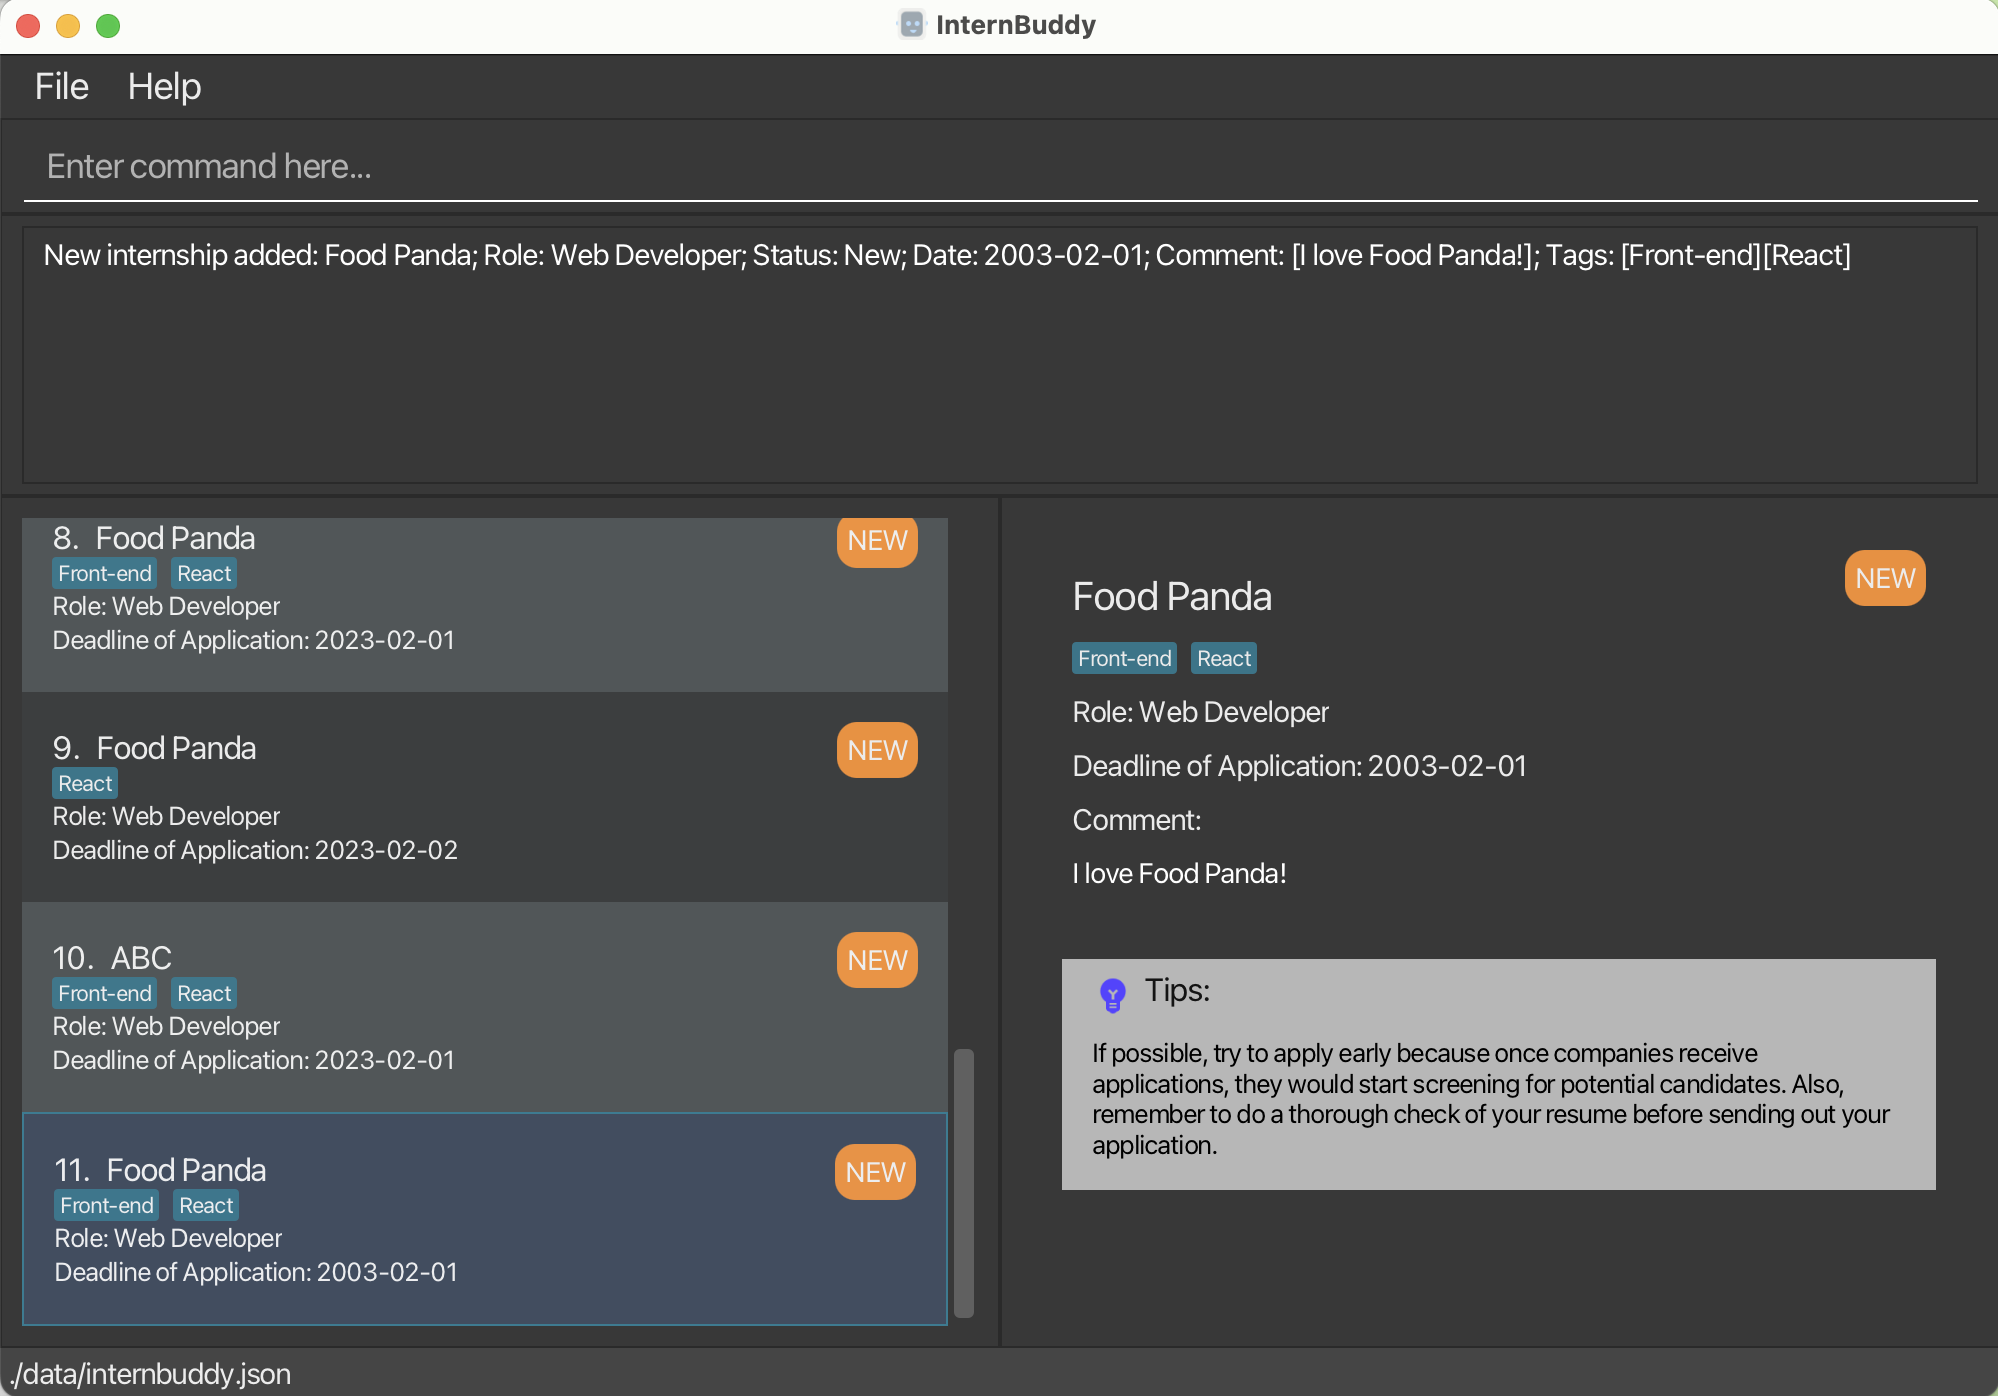 InternBuddy
File Help
Enter command here...
New internship added: Food Panda; Role: Web Developer; Status: New; Date: 2003-02-01; Comment: [I love Food Panda!]; Tags: [Front-end][React]
8. Food Panda
NEW
Front-end React
Role: Web Developer
Deadline of Application: 2023-02-01
9. Food Panda
NEW
React
Role: Web Developer
Deadline of Application: 2023-02-02
10. ABC
NEW
Front-end React
Role: Web Developer
Deadline of Application: 2023-02-01
11. Food Panda
NEW
Front-end React
Role: Web Developer
Deadline of Application: 2003-02-01
Food Panda
NEW
Front-end React
Role: Web Developer
Deadline of Application: 2003-02-01
Comment:
I love Food Panda!
Tips:
If possible, try to apply early because once companies receive
applications, they would start screening for potential candidates. Also,
remember to do a thorough check of your resume before sending out your
application.
./data/internbuddy.json